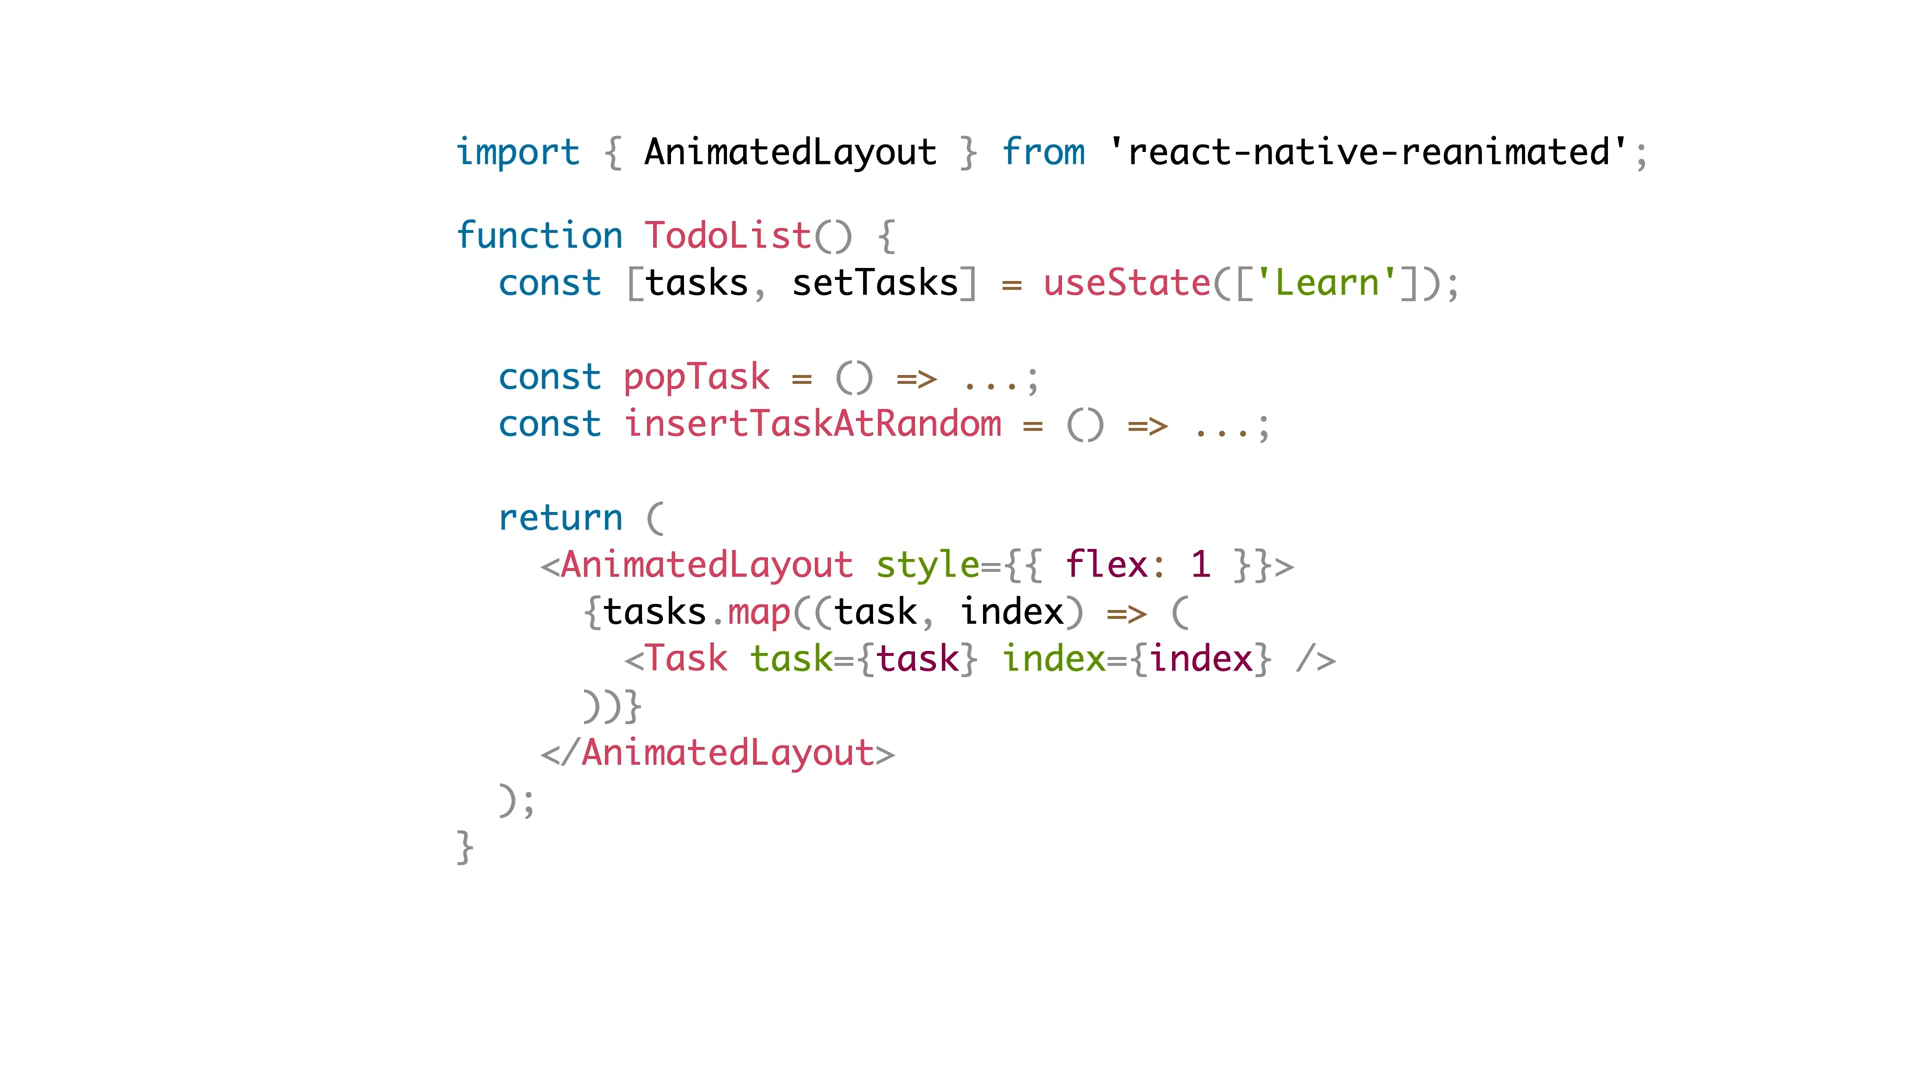 import { AnimatedLayout } from 'react-native-reanimated';
function TodoList() {
  const [tasks, setTasks] = useState(['Learn']);
  const popTask = () => ...;
  const insertTaskAtRandom = () => ...;
  return (
    <AnimatedLayout style={{ flex: 1 }}>
      {tasks.map((task, index) => (
        <Task task={task} index={index} />
      ))}
    </AnimatedLayout>
  );
}